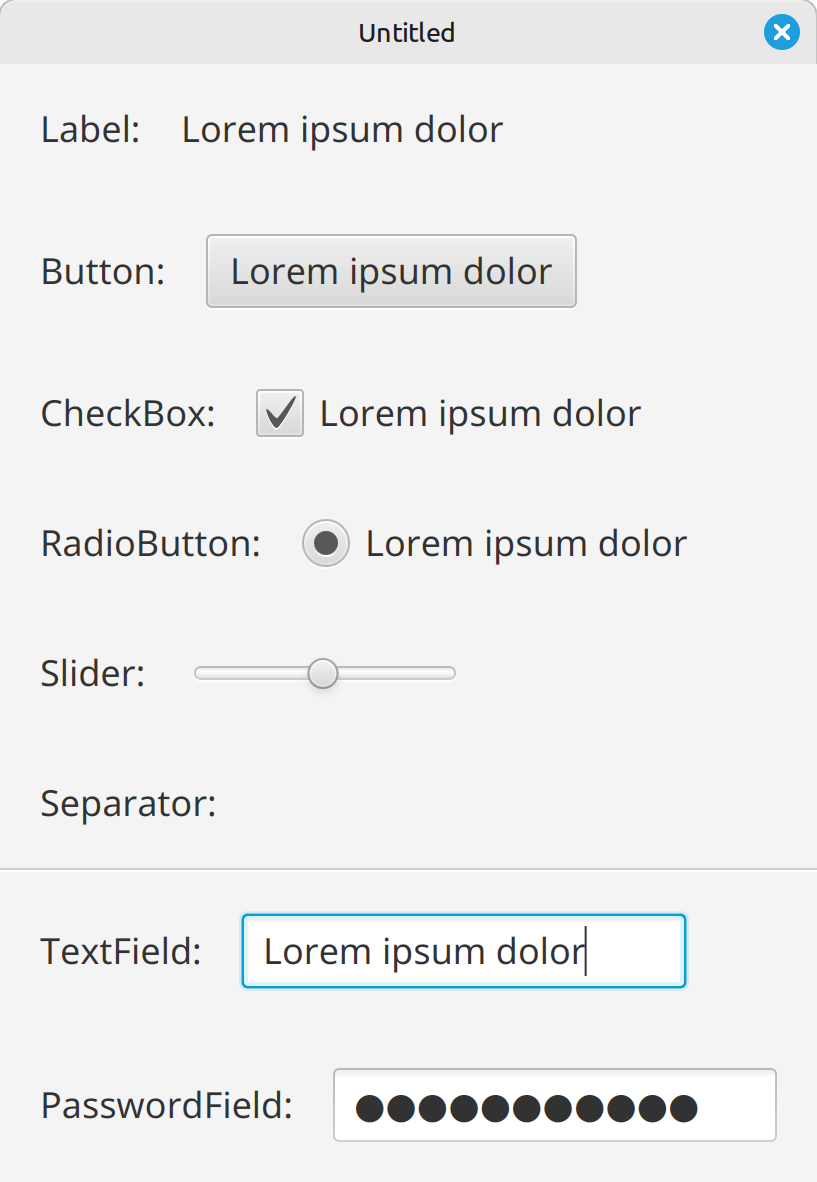 Untitled
Label: Lorem ipsum dolor
Button: Lorem ipsum dolor
CheckBox: Lorem ipsum dolor
RadioButton: Lorem ipsum dolor
Slider:
Separator:
TextField: Lorem ipsum dolor
PasswordField: ●●●●●●●●●●●